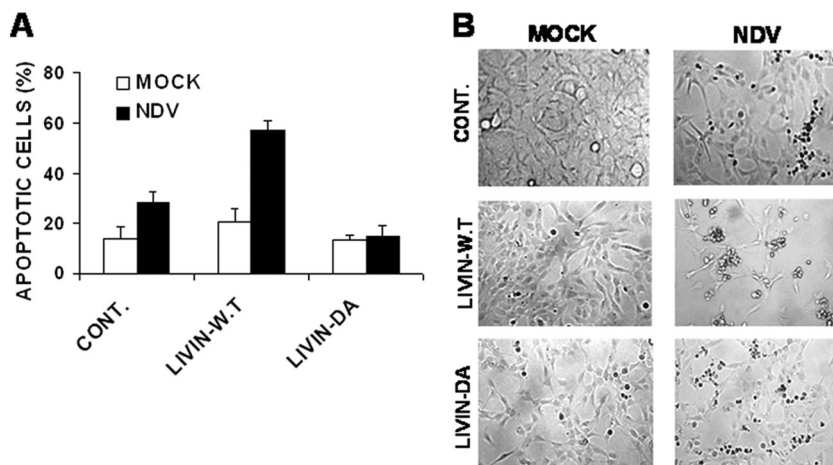 A
APOPTOTIC CELLS (%)
80
60
40
20
0
MOCK
NDV
CONT.
LIVIN-W.T
LIVIN-DA
B
MOCK NDV
CONT.
LIVIN-W.T
LIVIN-DA